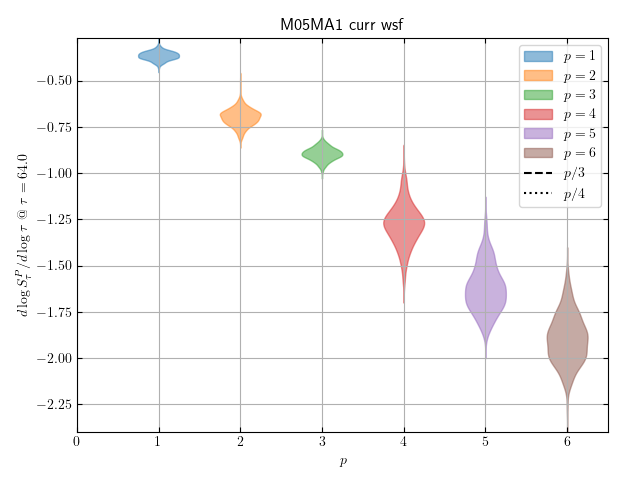 M05MA1 curr wsf
d log S_τ^P / d log τ @ τ = 64.0
−0.50
−0.75
−1.00
−1.25
−1.50
−1.75
−2.00
−2.25
p = 1
p = 2
p = 3
p = 4
p = 5
p = 6
p/3
p/4
0
1
2
3
4
5
6
p